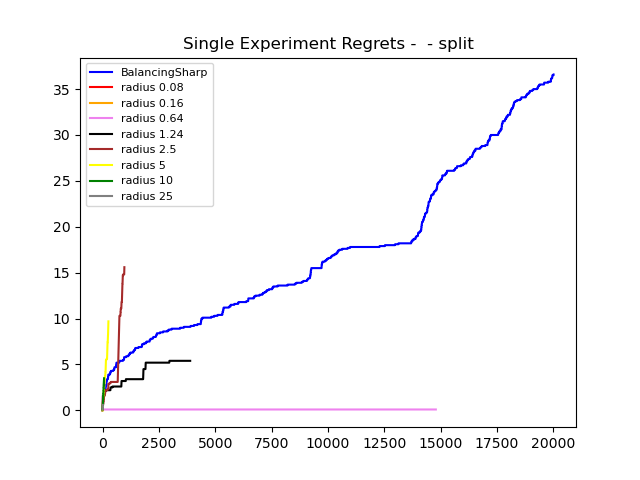 Single Experiment Regrets -  - split
BalancingSharp
radius 0.08
radius 0.16
radius 0.64
radius 1.24
radius 2.5
radius 5
radius 10
radius 25
35
30
25
20
15
10
5
0
0 2500 5000 7500 10000 12500 15000 17500 20000